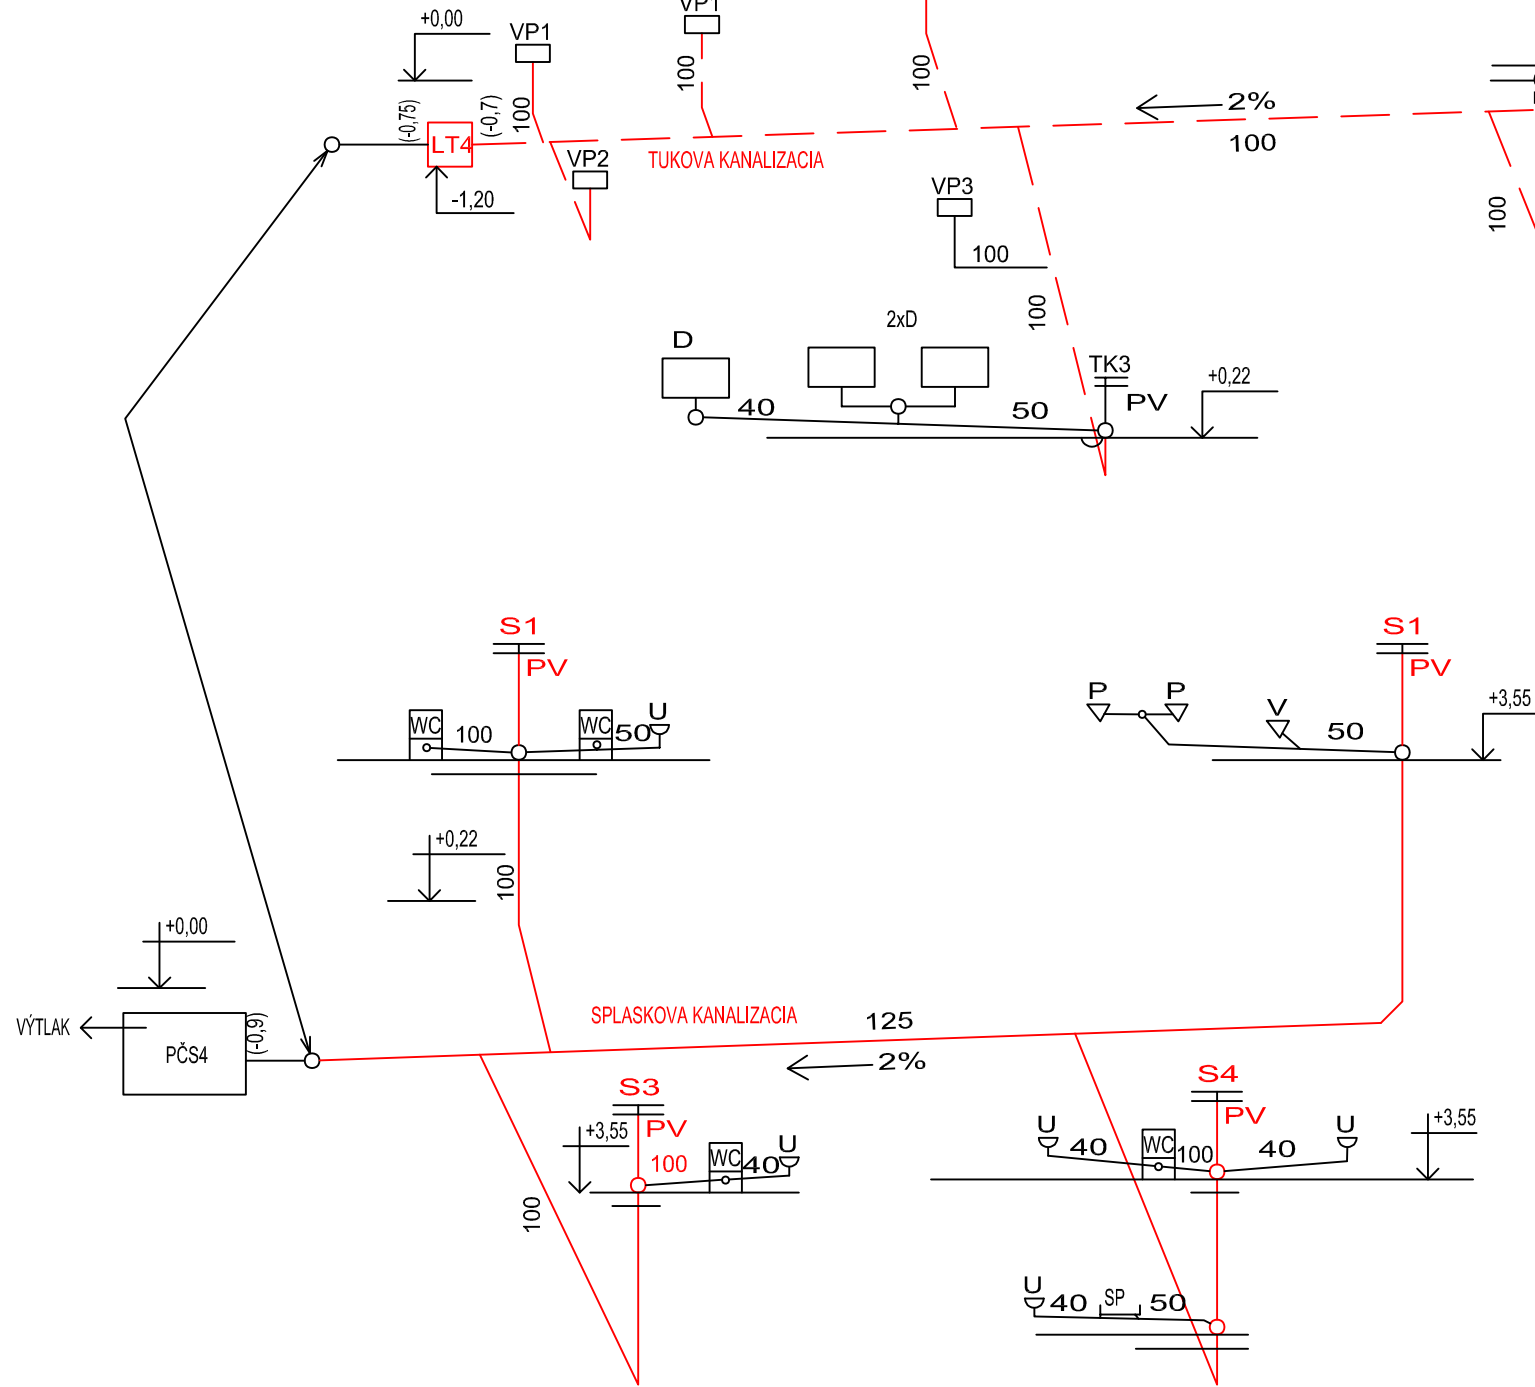 +0,00
VP1
VP1
100
100
100
(-0,75)
LT4
(-0,7)
2%
100
TUKOVA KANALIZACIA
VP2
-1,20
VP3
100
100
100
2xD
D
TK3
+0,22
40
50
PV
S1
PV
S1
PV
WC
100
WC
50
U
P
P
V
50
+3,55
+0,22
100
+0,00
SPLASKOVA KANALIZACIA
125
VÝTLAK
PČS4
(-0,9)
2%
S3
PV
+3,55
100
WC
40
U
100
S4
PV
U
40
WC
100
40
U
+3,55
U
40
SP
50